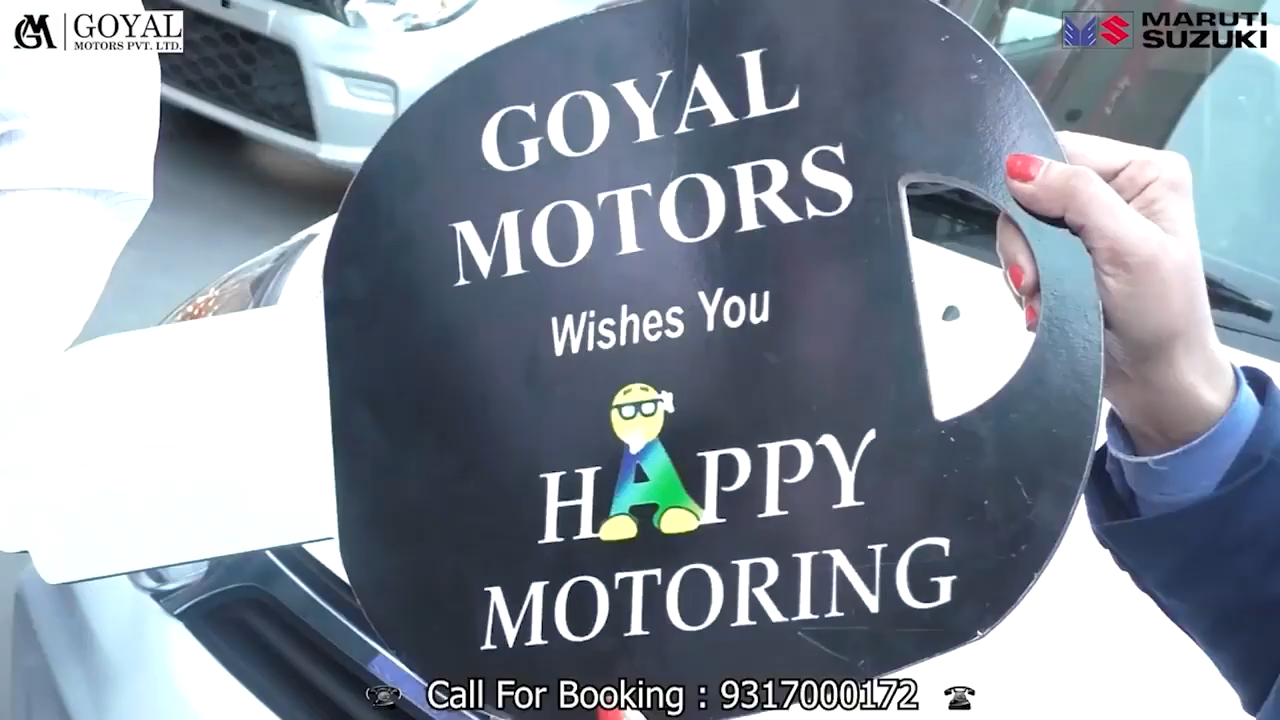 GOYAL
MOTORS PVT. LTD.
MARUTI
SUZUKI
GOYAL
MOTORS
Wishes You
HAPPY
MOTORING
Call For Booking : 9317000172